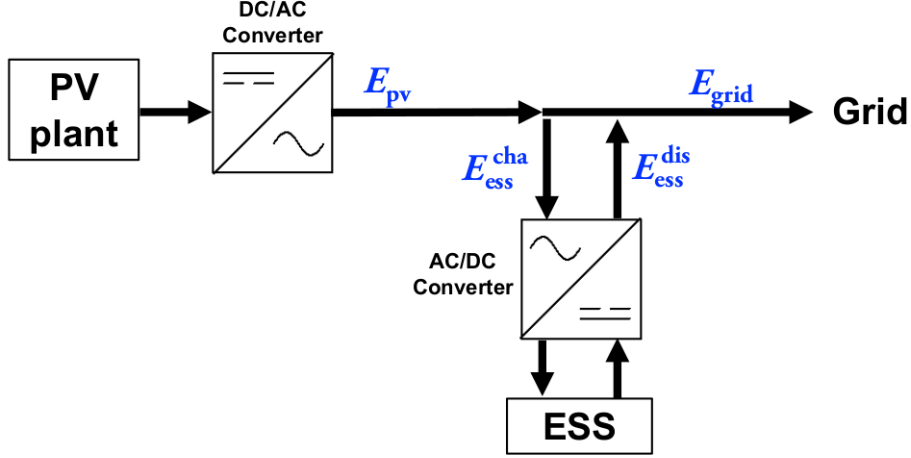 DC/AC
Converter
PV
plant
E_pv
E_grid
Grid
E_ess^cha
E_ess^dis
AC/DC
Converter
ESS